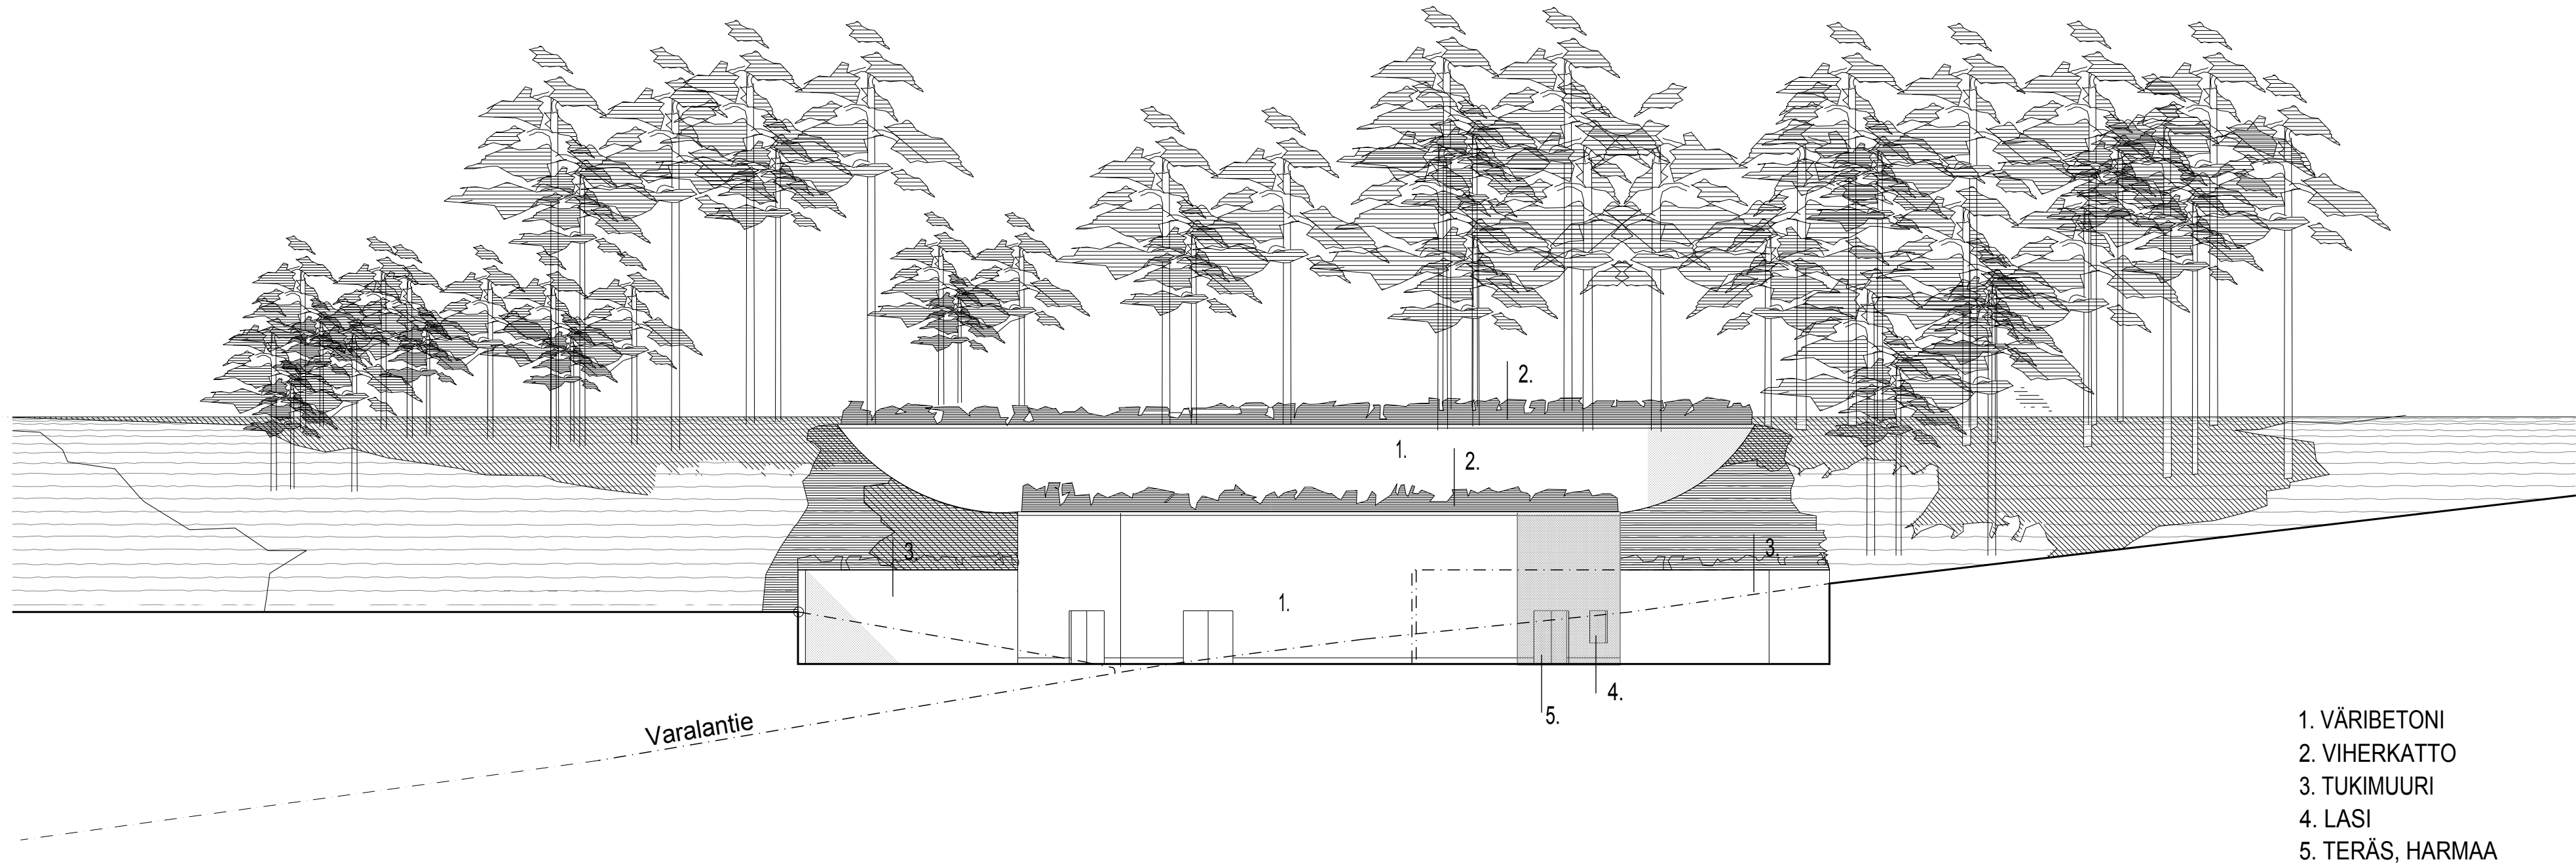 2.
1.
2.
3.
3.
1.
4.
5.
Varalantie
1. VÄRIBETONI
2. VIHERKATTO
3. TUKIMUURI
4. LASI
5. TERÄS, HARMAA